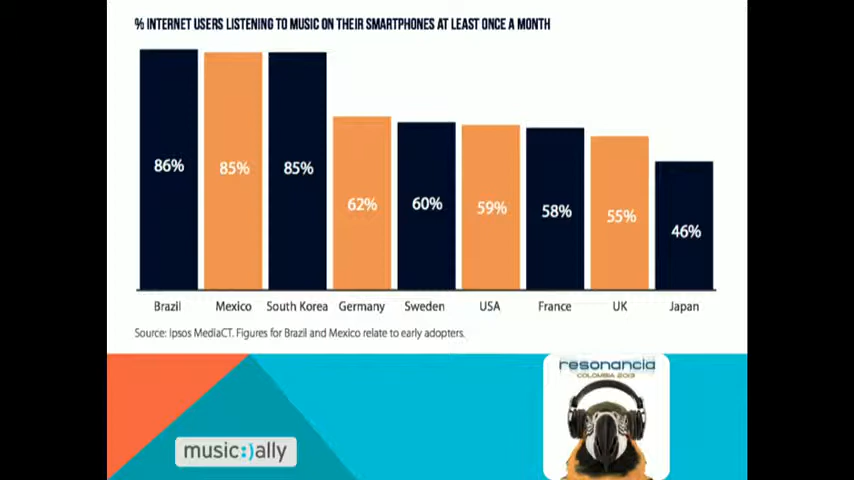 % INTERNET USERS LISTENING TO MUSIC ON THEIR SMARTPHONES AT LEAST ONCE A MONTH
86% 85% 85% 62% 60% 59% 58% 55% 46%
Brazil Mexico South Korea Germany Sweden USA France UK Japan
Source: Ipsos MediaCT. Figures for Brazil and Mexico relate to early adopters.
resonancia
COLOMBIA 2013
music:)ally